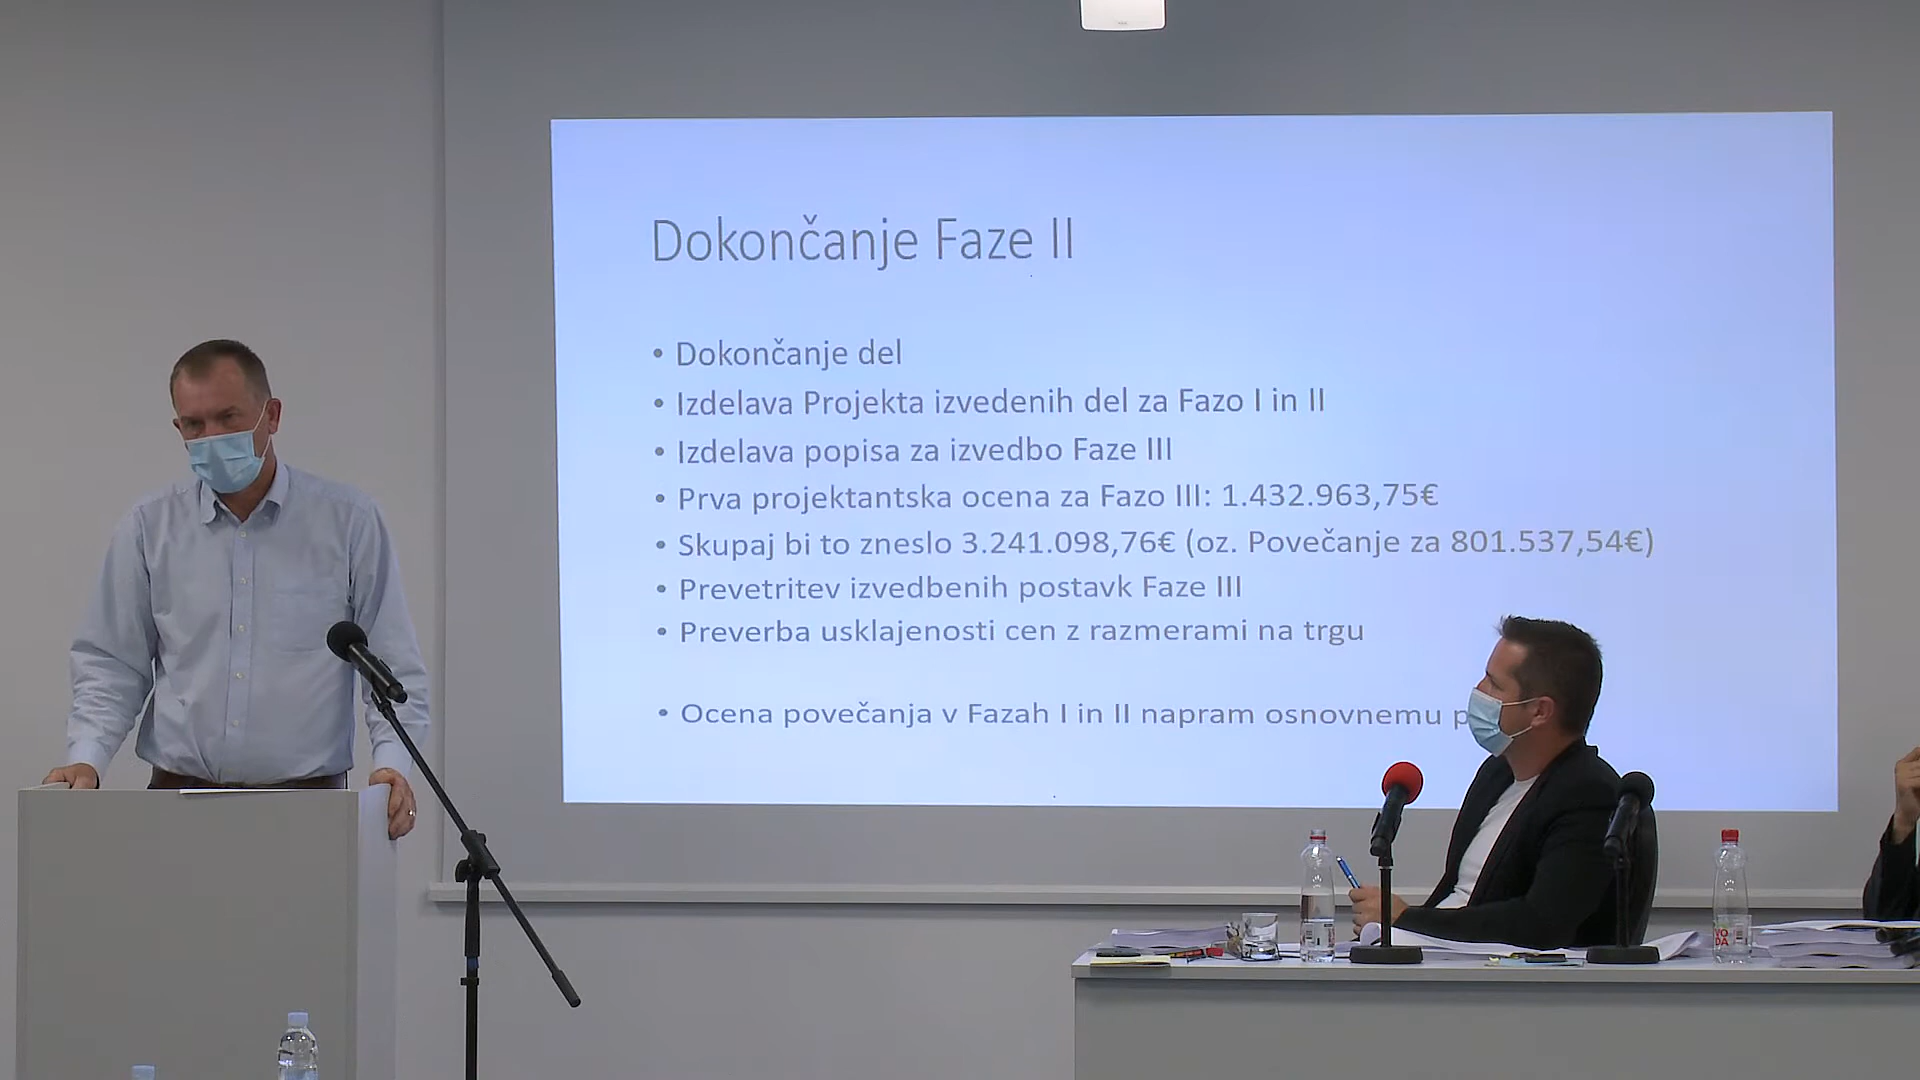 Dokončanje Faze II
• Dokončanje del
• Izdelava Projekta izvedenih del za Fazo I in II
• Izdelava popisa za izvedbo Faze III
• Prva projektantska ocena za Fazo III: 1.432.963,75€
• Skupaj bi to zneslo 3.241.098,76€ (oz. Povečanje za 801.537,54€)
• Prevetritev izvedbenih postavk Faze III
• Preverba usklajenosti cen z razmerami na trgu
• Ocena povečanja v Fazah I in II napram osnovnemu
VODA